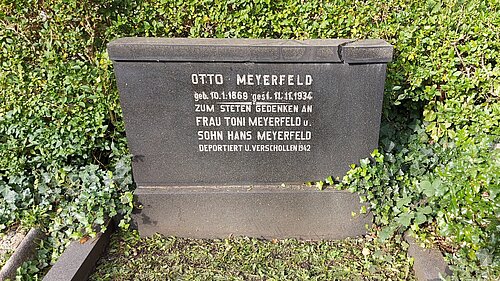 OTTO MEYERFELD
geb. 10.1.1869 gest. 11.11.1934
ZUM STETEN GEDENKEN AN
FRAU TONI MEYERFELD u.
SOHN HANS MEYERFELD
DEPORTIERT U. VERSCHOLLEN 1942